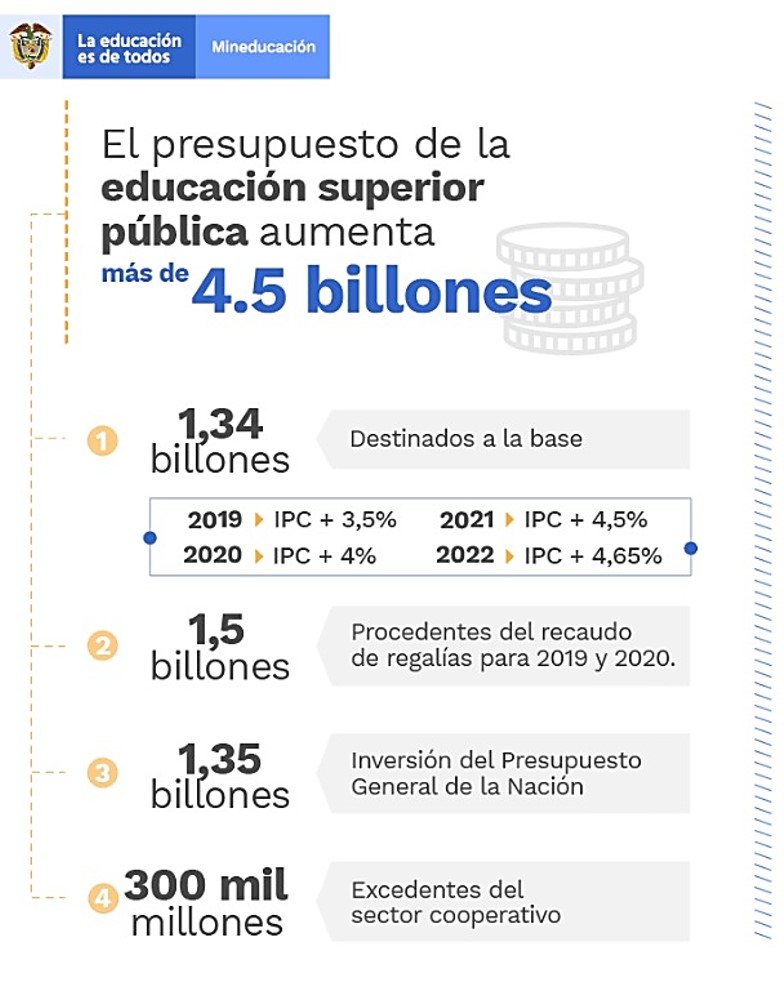 La educación
es de todos
Mineducación
El presupuesto de la
educación superior
pública aumenta
más de 4.5 billones
1
1,34
billones
Destinados a la base
2019 IPC + 3,5%
2021 IPC + 4,5%
2020 IPC + 4%
2022 IPC + 4,65%
2
1,5
billones
Procedentes del recaudo
de regalías para 2019 y 2020.
3
1,35
billones
Inversión del Presupuesto
General de la Nación
4
300 mil
millones
Excedentes del
sector cooperativo